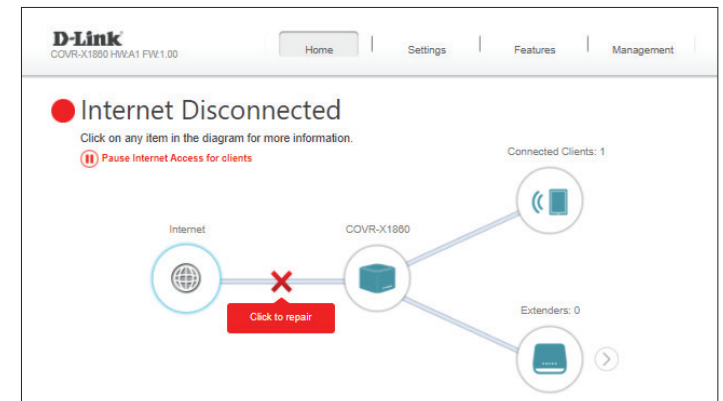 D-Link
COVR-X1860 HW:A1 FW:1.00
Home
Settings
Features
Management
Internet Disconnected
Click on any item in the diagram for more information.
Pause Internet Access for clients
Connected Clients: 1
Internet
COVR-X1860
Click to repair
Extenders: 0